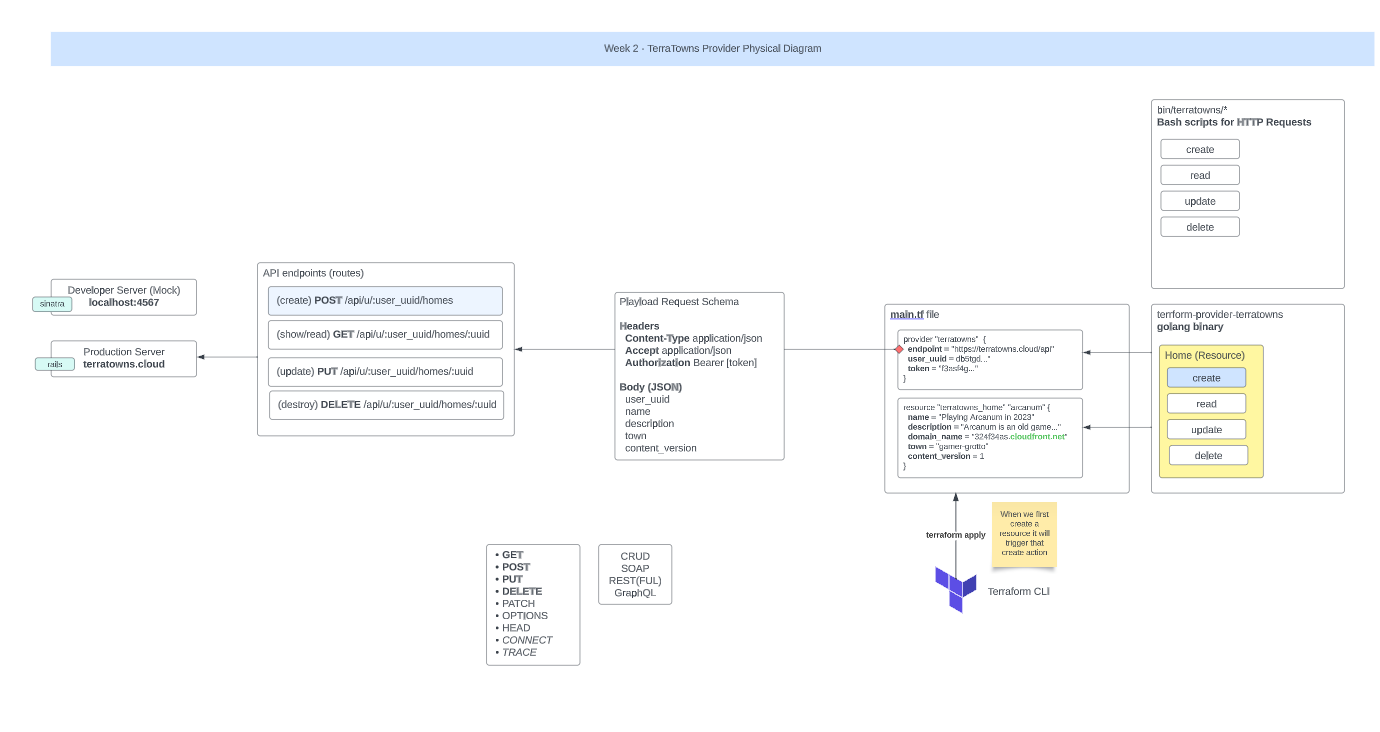 Week 2 - TerraTowns Provider Physical Diagram
bin/terratowns/*
Bash scripts for HTTP Requests
create
read
update
delete
Developer Server (Mock)
localhost:4567
sinatra
Production Server
terratowns.cloud
rails
API endpoints (routes)
(create) POST /api/u/:user_uuid/homes
(show/read) GET /api/u/:user_uuid/homes/:uuid
(update) PUT /api/u/:user_uuid/homes/:uuid
(destroy) DELETE /api/u/:user_uuid/homes/:uuid
Playload Request Schema
Headers
Content-Type application/json
Accept application/json
Authorization Bearer [token]
Body (JSON)
user_uuid
name
description
town
content_version
main.tf file
provider "terratowns" {
endpoint = "https://terratowns.cloud/api"
user_uuid = db6tgd..."
token = "f3asf4g..."
}
resource "terratowns_home" "arcanum" {
name = "Playing Arcanum in 2023"
description = "Arcanum is an old game..."
domain_name = "324f34as.cloudfront.net"
town = "gamer-grotto"
content_version = 1
}
terrform-provider-terratowns
golang binary
Home (Resource)
create
read
update
delete
terraform apply
When we first
create a
resource it will
trigger that
create action
Terraform CLI
• GET
• POST
• PUT
• DELETE
• PATCH
• OPTIONS
• HEAD
• CONNECT
• TRACE
CRUD
SOAP
REST(FUL)
GraphQL